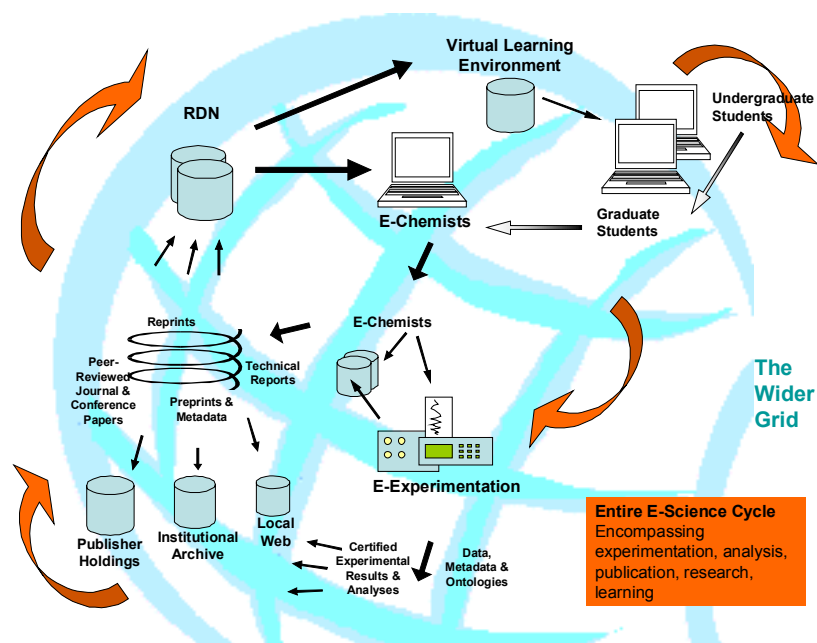 Virtual Learning
Environment
RDN
Undergraduate
Students
E-Chemists
Graduate
Students
E-Chemists
Reprints
Peer-
Reviewed
Journal &
Conference
Papers
Technical
Reports
Preprints &
Metadata
The
Wider
Grid
E-Experimentation
Publisher
Holdings
Institutional
Archive
Local
Web
Certified
Experimental
Results &
Analyses
Data,
Metadata &
Ontologies
Entire E-Science Cycle
Encompassing
experimentation, analysis,
publication, research,
learning